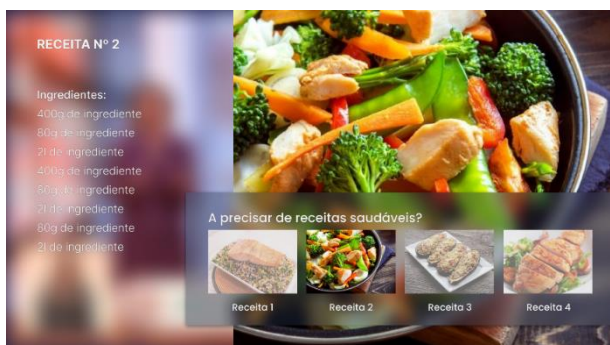 RECEITA Nº 2
Ingredientes:
400g de ingrediente
80g de ingrediente
2l de ingrediente
400g de ingrediente
80g de ingrediente
2l de ingrediente
80g de ingrediente
2l de ingrediente
A precisar de receitas saudáveis?
Receita 1
Receita 2
Receita 3
Receita 4